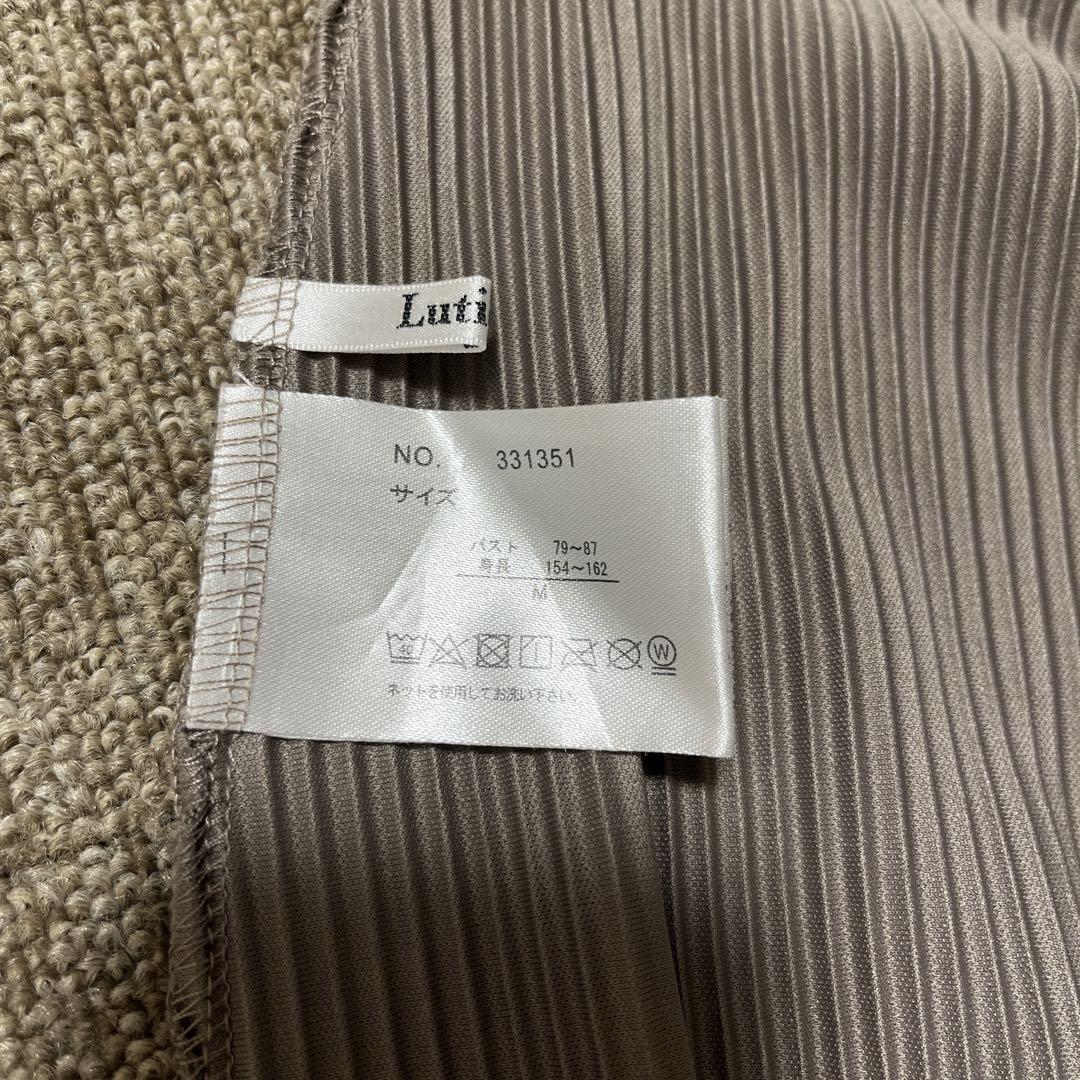 Luti
NO. 331351
サイズ
バスト 79～87
身長 154～162
M
40
W
ネットを使用してお洗い下さい。